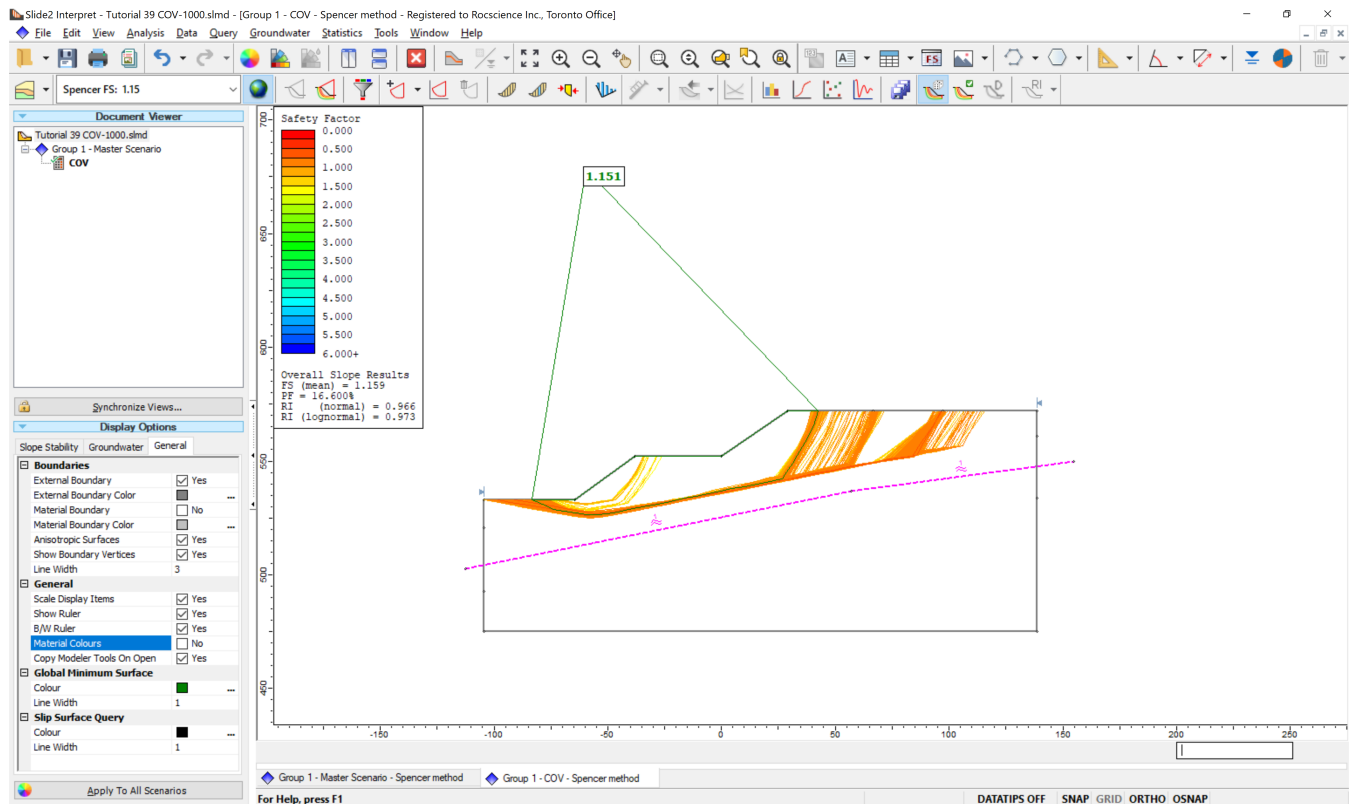 Slide2 Interpret - Tutorial 39 COV-1000.slmd - [Group 1 - COV - Spencer method - Registered to Rocscience Inc., Toronto Office]
File Edit View Analysis Data Query Groundwater Statistics Tools Window Help
A
FS
Spencer FS: 1.15
D
RI
Document Viewer
Tutorial 39 COV-1000.slmd
Group 1 - Master Scenario
COV
Synchronize Views...
Display Options
Slope Stability Groundwater General
Boundaries
External Boundary Yes
External Boundary Color ...
Material Boundary No
Material Boundary Color ...
Anisotropic Surfaces Yes
Show Boundary Vertices Yes
Line Width 3
General
Scale Display Items Yes
Show Ruler Yes
B/W Ruler Yes
Material Colours No
Copy Modeler Tools On Open Yes
Global Minimum Surface
Colour ...
Line Width 1
Slip Surface Query
Colour ...
Line Width 1
Apply To All Scenarios
Safety Factor
0.000
0.500
1.000
1.500
2.000
2.500
3.000
3.500
4.000
4.500
5.000
5.500
6.000+
Overall Slope Results
FS (mean) = 1.159
PF = 16.600%
RI (normal) = 0.966
RI (lognormal) = 0.973
1.151
700
650
600
550
500
450
-150 -100 -50 0 50 100 150 200 250
Group 1 - Master Scenario - Spencer method
Group 1 - COV - Spencer method
For Help, press F1
DATATIPS OFF SNAP GRID ORTHO OSNAP